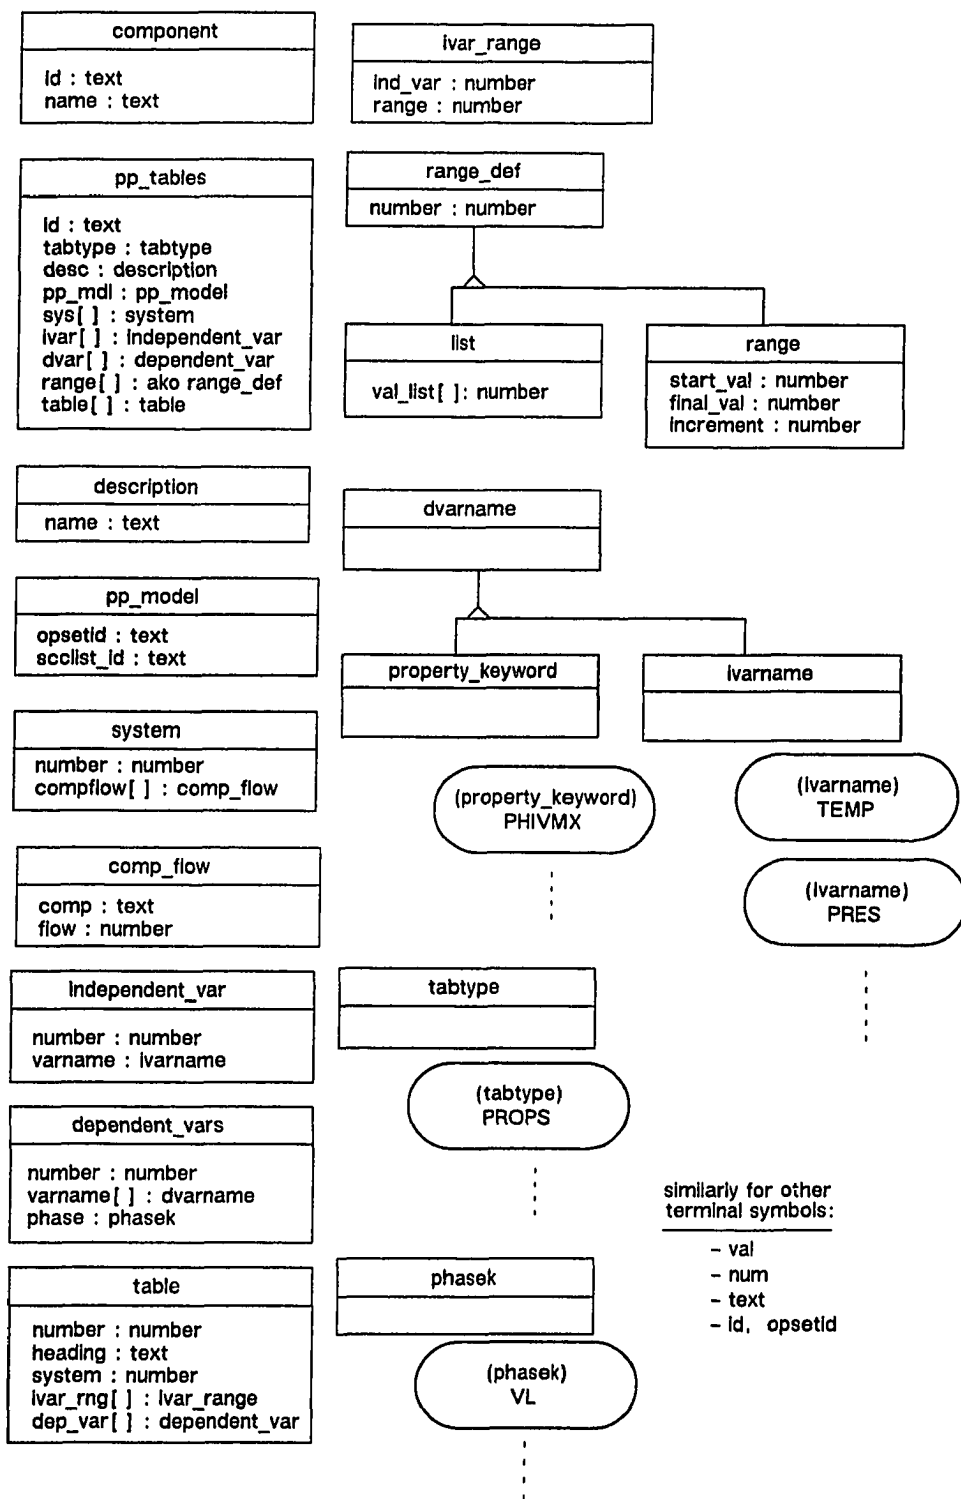 component
id : text
name : text
ivar_range
ind_var : number
range : number
pp_tables
id : text
tabtype : tabtype
desc : description
pp_mdl : pp_model
sys[ ] : system
ivar[ ] : independent_var
dvar[ ] : dependent_var
range[ ] : ako range_def
table[ ] : table
range_def
number : number
list
val_list[ ] : number
range
start_val : number
final_val : number
increment : number
description
name : text
dvarname
pp_model
opsetid : text
scclist_id : text
property_keyword
ivarname
system
number : number
compflow[ ] : comp_flow
(property_keyword)
PHIVMX
(ivarname)
TEMP
(ivarname)
PRES
comp_flow
comp : text
flow : number
independent_var
number : number
varname : ivarname
tabtype
(tabtype)
PROPS
dependent_vars
number : number
varname[ ] : dvarname
phase : phasek
similarly for other
terminal symbols:
- val
- num
- text
- id, opsetid
table
number : number
heading : text
system : number
ivar_rng[ ] : ivar_range
dep_var[ ] : dependent_var
phasek
(phasek)
VL